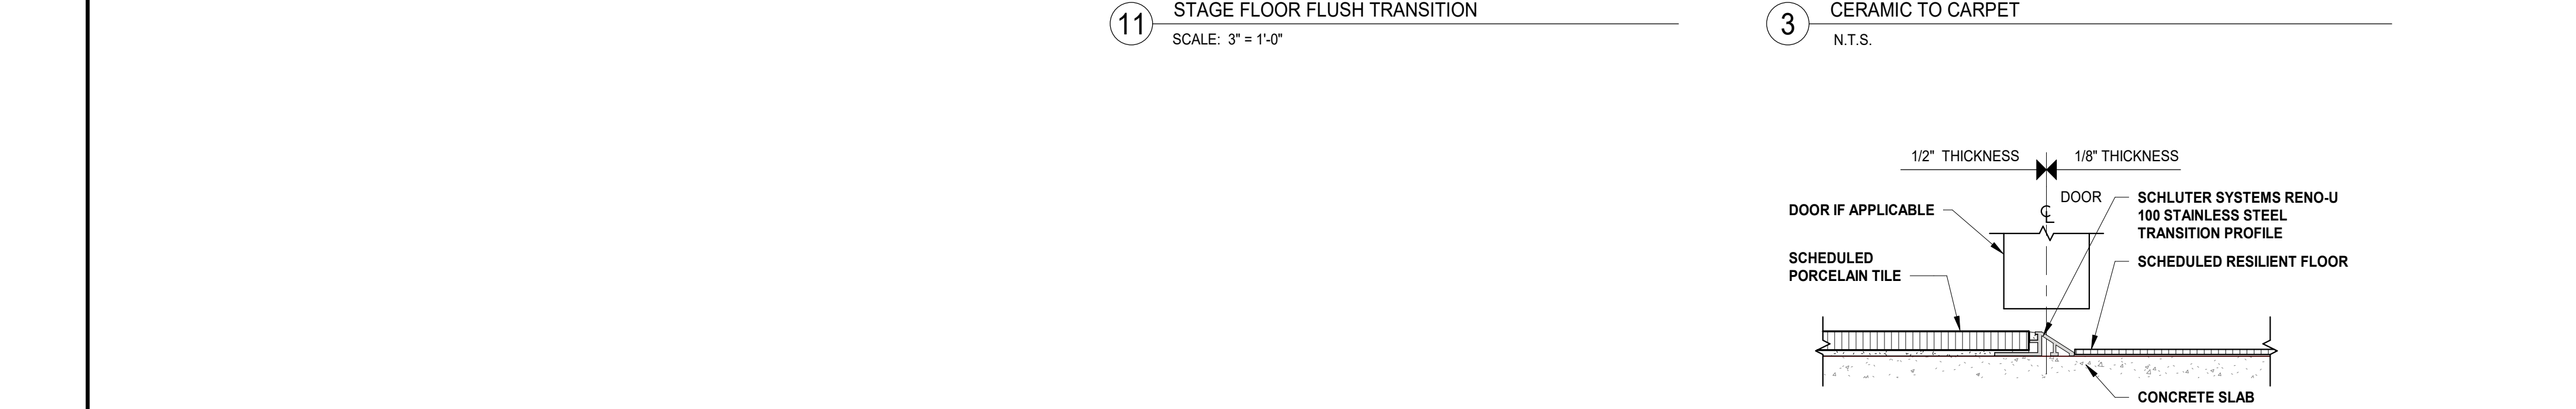 11
STAGE FLOOR FLUSH TRANSITION
SCALE: 3" = 1'-0"
3
CERAMIC TO CARPET
N.T.S.
1/2" THICKNESS
1/8" THICKNESS
DOOR
℄
DOOR IF APPLICABLE
SCHLUTER SYSTEMS RENO-U
100 STAINLESS STEEL
TRANSITION PROFILE
SCHEDULED
PORCELAIN TILE
SCHEDULED RESILIENT FLOOR
CONCRETE SLAB